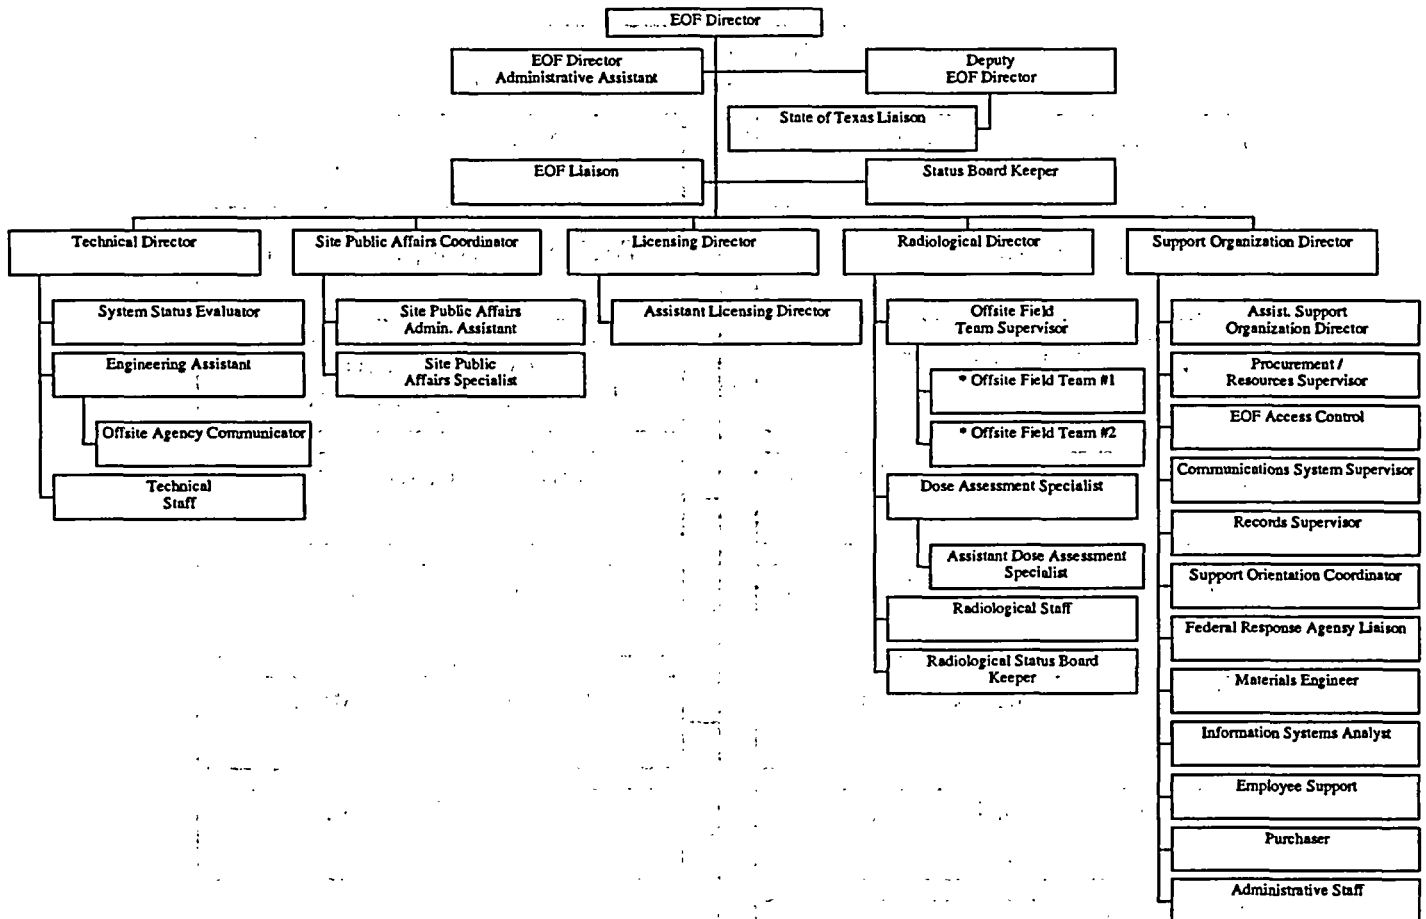 EOF Director
EOF Director
Administrative Assistant
Deputy
EOF Director
State of Texas Liaison
EOF Liaison
Status Board Keeper
Technical Director
System Status Evaluator
Engineering Assistant
Offsite Agency Communicator
Technical
Staff
Site Public Affairs Coordinator
Site Public Affairs
Admin. Assistant
Site Public
Affairs Specialist
Licensing Director
Assistant Licensing Director
Radiological Director
Offsite Field
Team Supervisor
* Offsite Field Team #1
* Offsite Field Team #2
Dose Assessment Specialist
Assistant Dose Assessment
Specialist
Radiological Staff
Radiological Status Board
Keeper
Support Organization Director
Assist. Support
Organization Director
Procurement /
Resources Supervisor
EOF Access Control
Communications System Supervisor
Records Supervisor
Support Orientation Coordinator
Federal Response Agensy Liaison
Materials Engineer
Information Systems Analyst
Employee Support
Purchaser
Administrative Staff